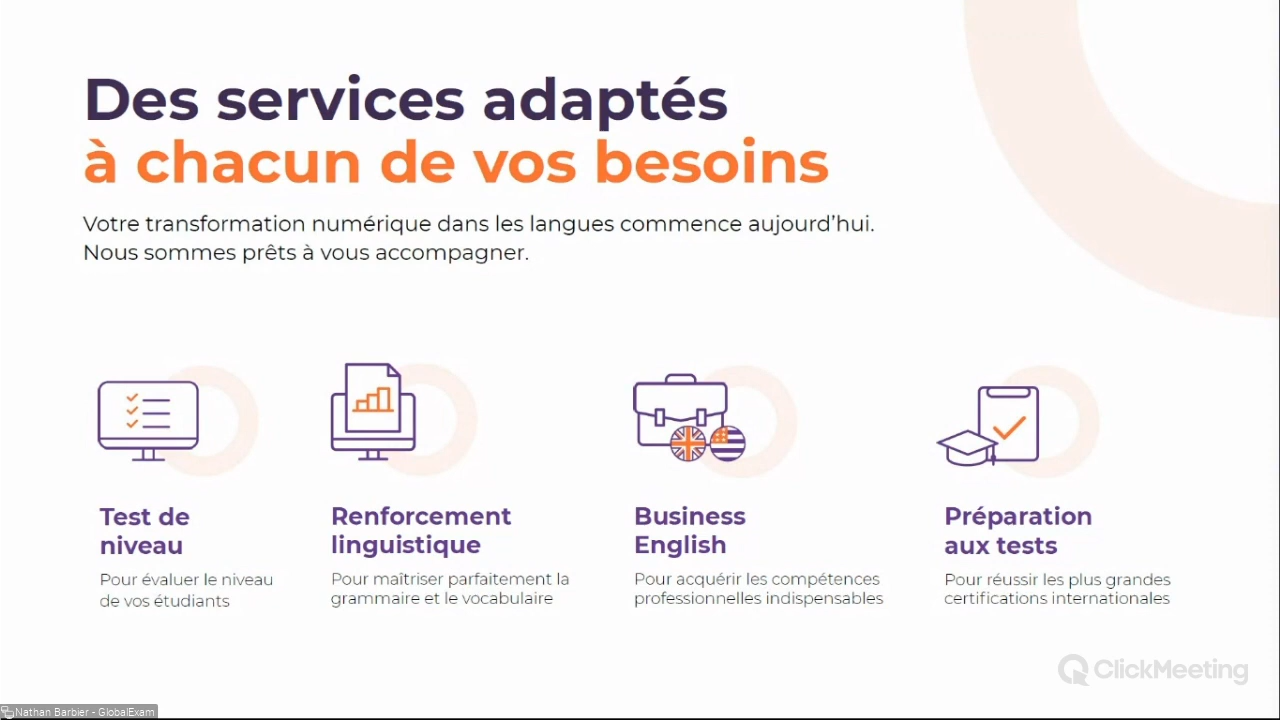 Des services adaptés
à chacun de vos besoins
Votre transformation numérique dans les langues commence aujourd’hui.
Nous sommes prêts à vous accompagner.
Test de
niveau
Pour évaluer le niveau
de vos étudiants
Renforcement
linguistique
Pour maîtriser parfaitement la
grammaire et le vocabulaire
Business
English
Pour acquérir les compétences
professionnelles indispensables
Préparation
aux tests
Pour réussir les plus grandes
certifications internationales
ClickMeeting
Nathan Barbier - GlobalExam